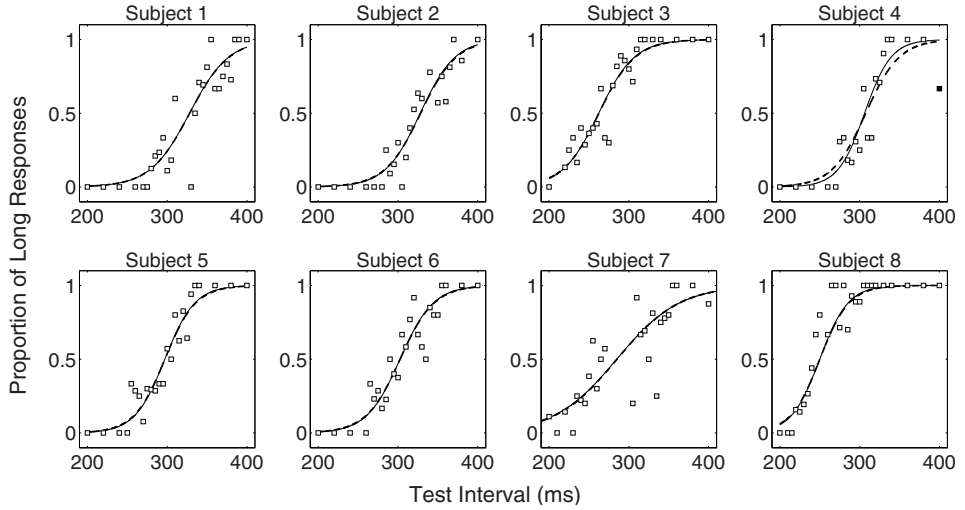 Subject 1
Subject 2
Subject 3
Subject 4
1
0.5
0
200 300 400
200 300 400
200 300 400
200 300 400
Subject 5
Subject 6
Subject 7
Subject 8
1
0.5
0
200 300 400
200 300 400
200 300 400
200 300 400
Proportion of Long Responses
Test Interval (ms)